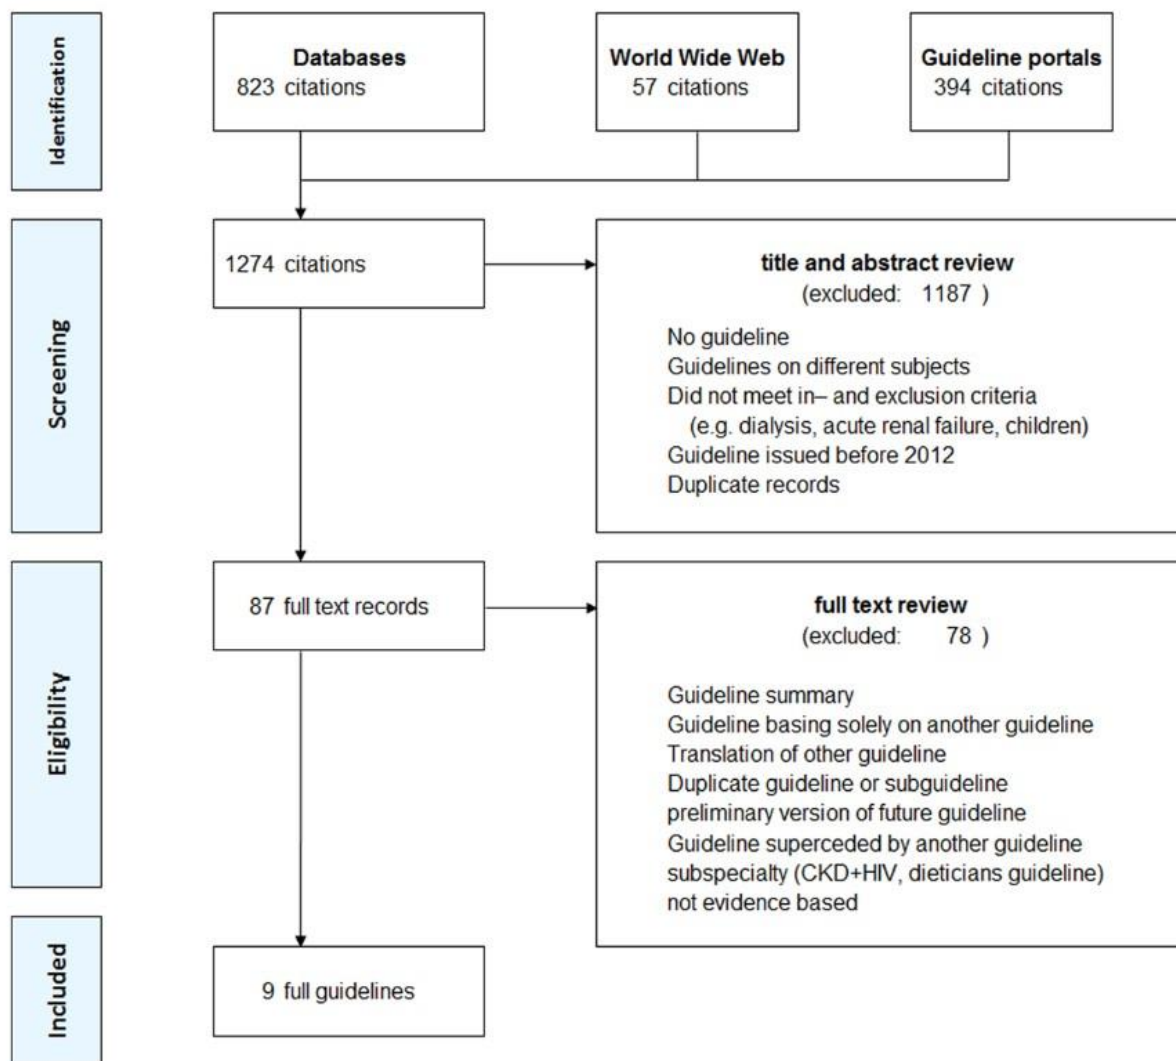 Identification
Databases
823 citations
World Wide Web
57 citations
Guideline portals
394 citations
Screening
1274 citations
title and abstract review
(excluded: 1187 )
No guideline
Guidelines on different subjects
Did not meet in– and exclusion criteria
(e.g. dialysis, acute renal failure, children)
Guideline issued before 2012
Duplicate records
Eligibility
87 full text records
full text review
(excluded: 78 )
Guideline summary
Guideline basing solely on another guideline
Translation of other guideline
Duplicate guideline or subguideline
preliminary version of future guideline
Guideline superceded by another guideline
subspecialty (CKD+HIV, dieticians guideline)
not evidence based
Included
9 full guidelines